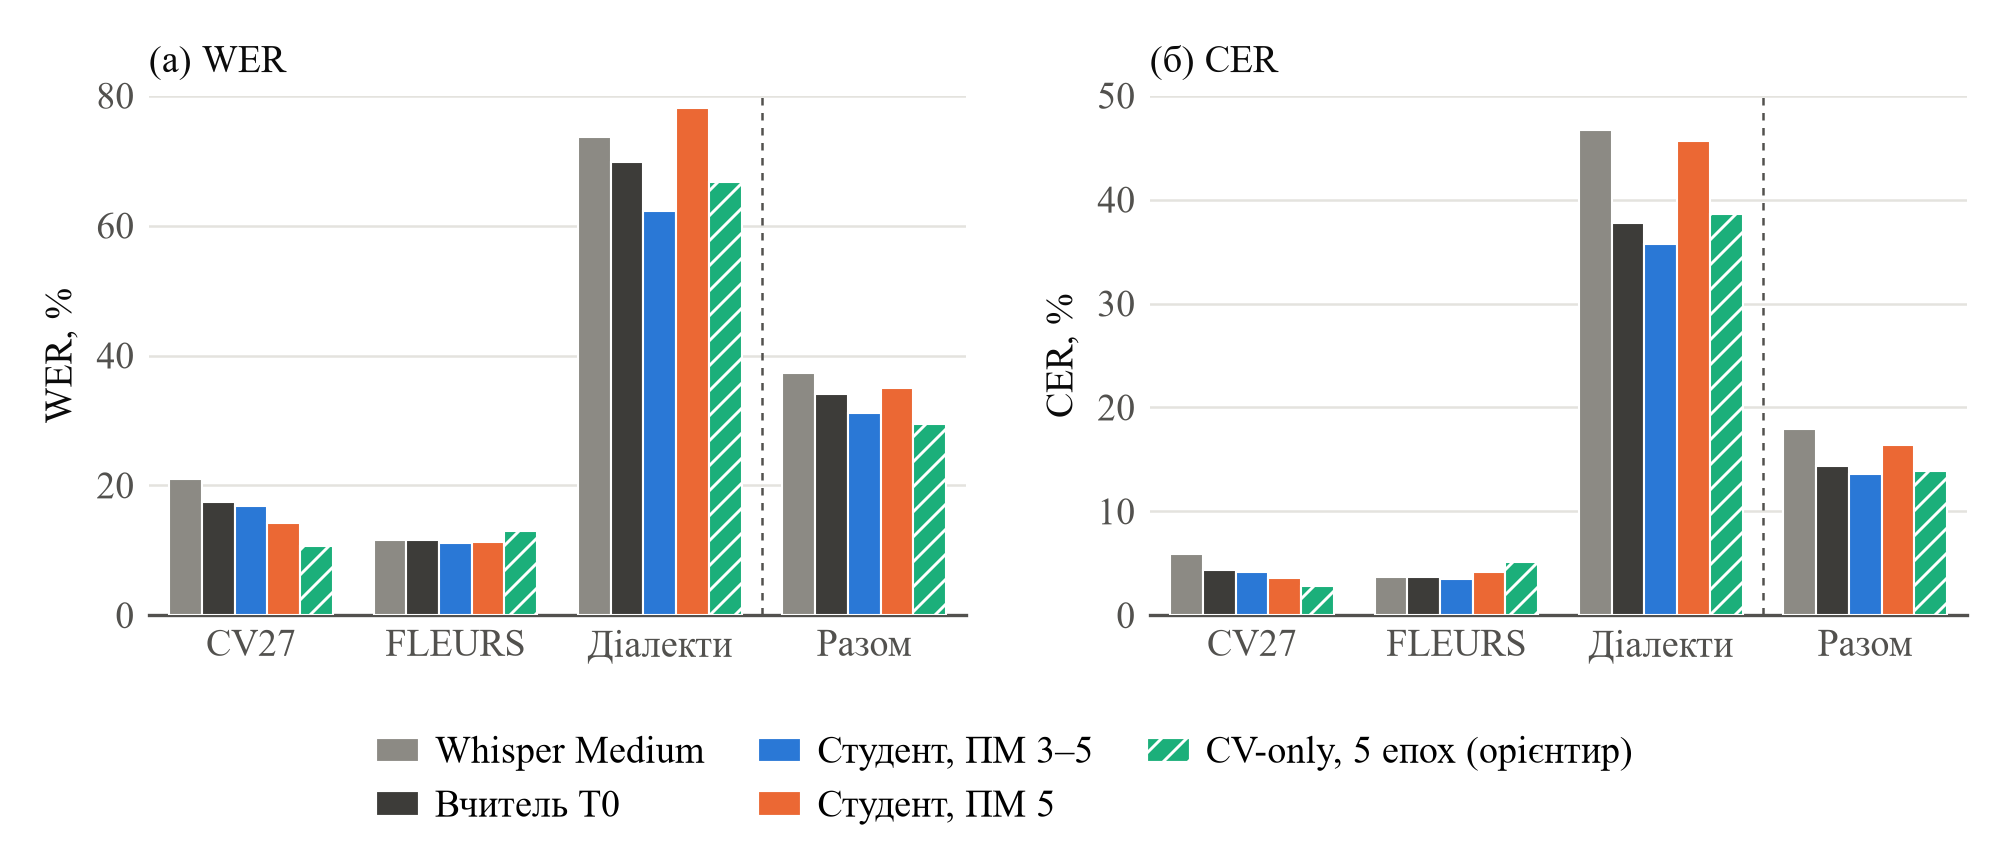 (а) WER
80
60
40
20
0
WER, %
CV27 FLEURS Діалекти Разом
(б) CER
50
40
30
20
10
0
CER, %
CV27 FLEURS Діалекти Разом
Whisper Medium
Вчитель T0
Студент, ПМ 3–5
Студент, ПМ 5
CV-only, 5 епох (орієнтир)